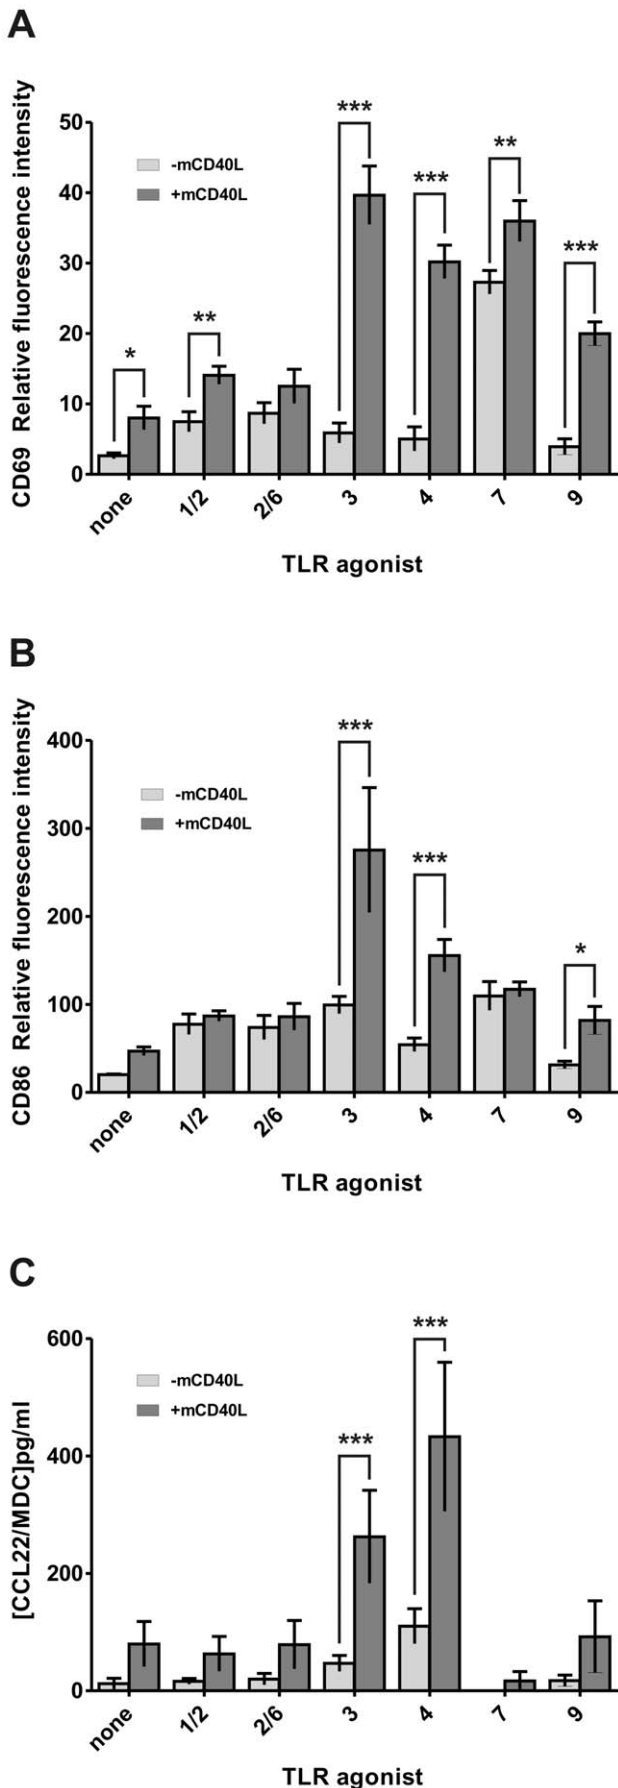 A
CD69 Relative fluorescence intensity
50
40
30
20
10
0
-mCD40L
+mCD40L
*
**
***
***
**
***
none
1/2
2/6
3
4
7
9
TLR agonist
B
CD86 Relative fluorescence intensity
400
300
200
100
0
-mCD40L
+mCD40L
***
***
*
none
1/2
2/6
3
4
7
9
TLR agonist
C
[CCL22/MDC]pg/ml
600
400
200
0
-mCD40L
+mCD40L
***
***
none
1/2
2/6
3
4
7
9
TLR agonist